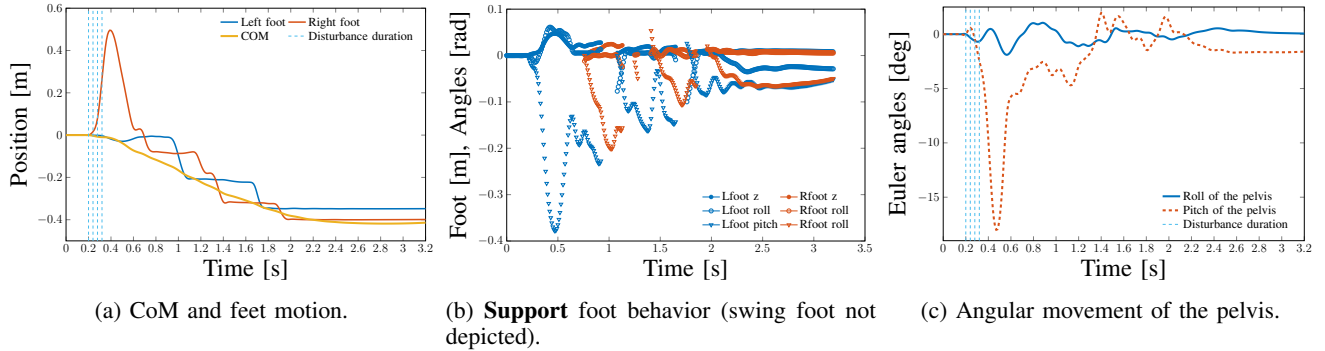 0.6
0.4
0.2
0
−0.2
−0.4
Position [m]
Left foot
Right foot
COM
Disturbance duration
0 0.2 0.4 0.6 0.8 1 1.2 1.4 1.6 1.8 2 2.2 2.4 2.6 2.8 3 3.2
Time [s]
(a) CoM and feet motion.
0.1
0
-0.1
-0.2
-0.3
-0.4
Foot [m], Angles [rad]
Lfoot z
Rfoot z
Lfoot roll
Rfoot roll
Lfoot pitch
Rfoot roll
0 0.5 1 1.5 2 2.5 3 3.5
Time [s]
(b) Support foot behavior (swing foot not
depicted).
0
−5
−10
−15
Euler angles [deg]
Roll of the pelvis
Pitch of the pelvis
Disturbance duration
0 0.2 0.4 0.6 0.8 1 1.2 1.4 1.6 1.8 2 2.2 2.4 2.6 2.8 3 3.2
Time [s]
(c) Angular movement of the pelvis.